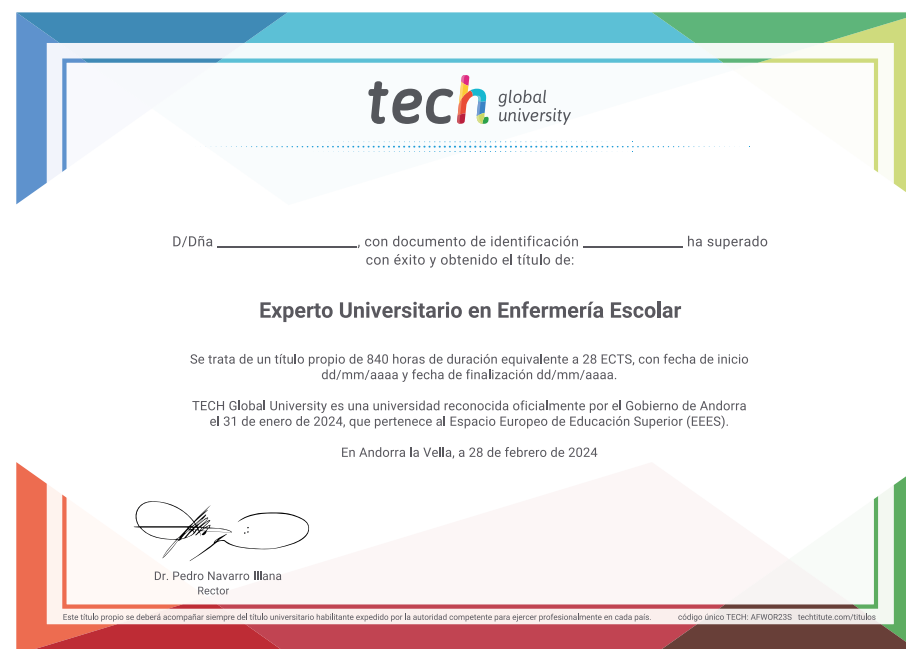 tech global university
D/Dña ____________, con documento de identificación ____________ ha superado
con éxito y obtenido el título de:
Experto Universitario en Enfermería Escolar
Se trata de un título propio de 840 horas de duración equivalente a 28 ECTS, con fecha de inicio
dd/mm/aaaa y fecha de finalización dd/mm/aaaa.
TECH Global University es una universidad reconocida oficialmente por el Gobierno de Andorra
el 31 de enero de 2024, que pertenece al Espacio Europeo de Educación Superior (EEES).
En Andorra la Vella, a 28 de febrero de 2024
Dr. Pedro Navarro Illana
Rector
Este título propio se deberá acompañar siempre del título universitario habilitante expedido por la autoridad competente para ejercer profesionalmente en cada país. código único TECH: AFWOR23S techtitute.com/titulos